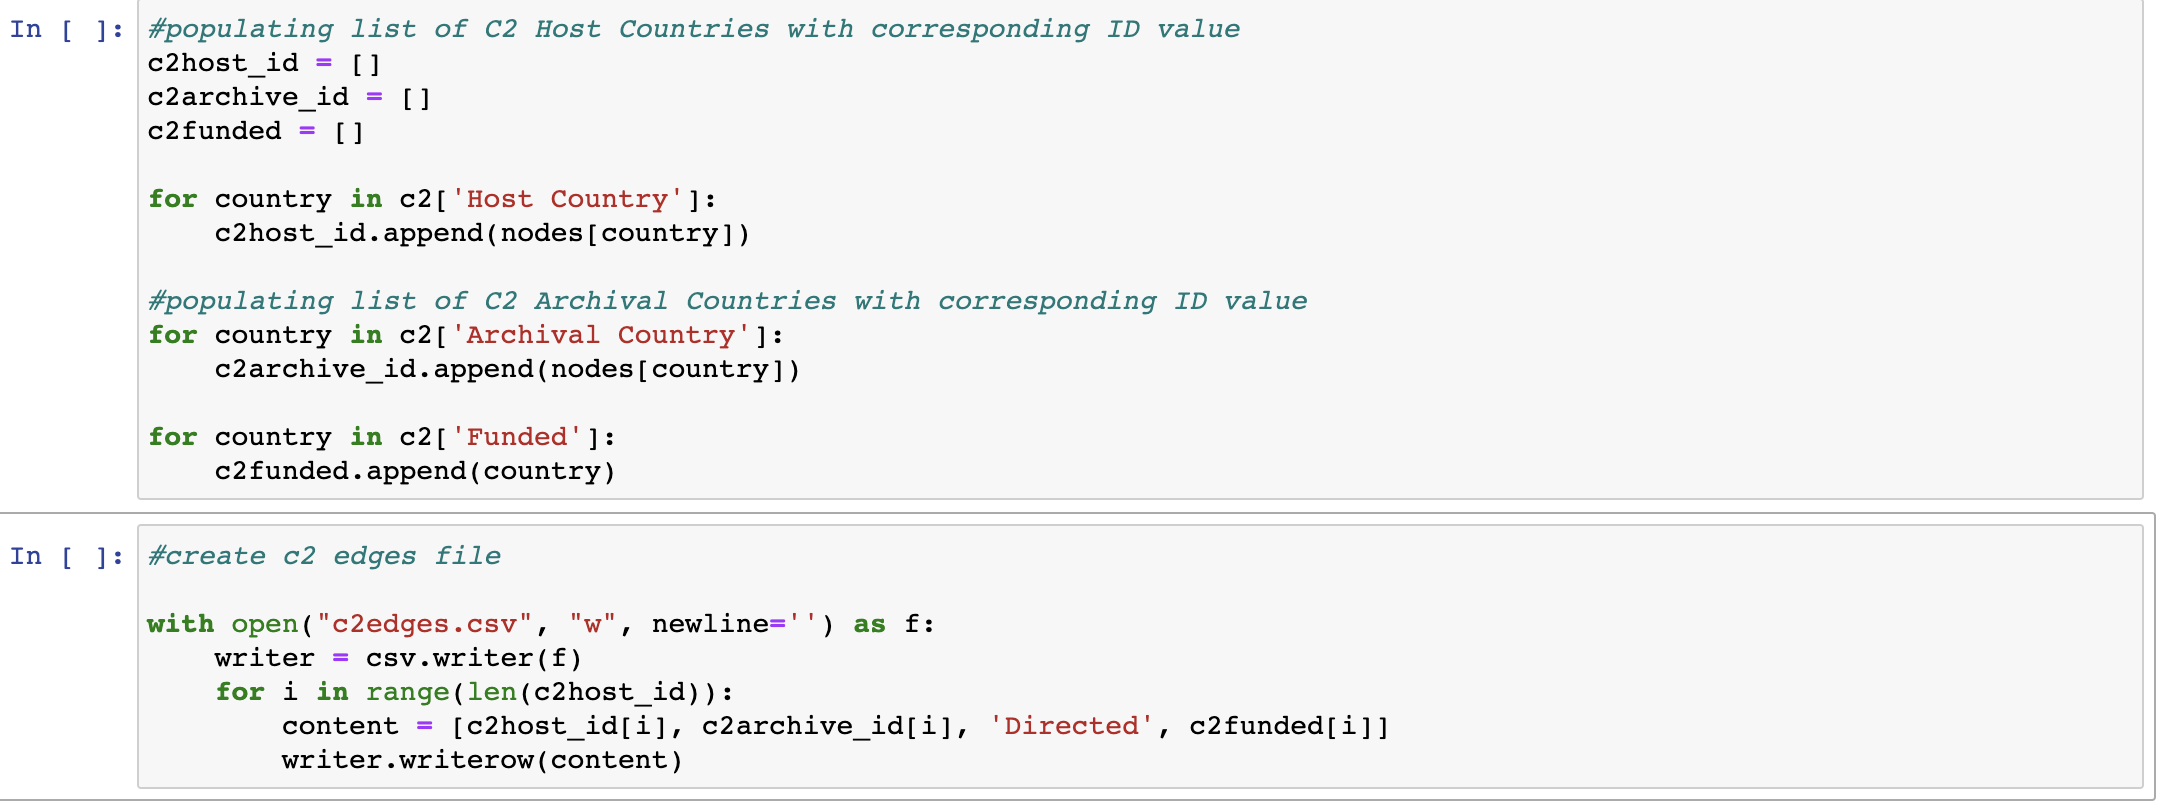 In [ ]: #populating list of C2 Host Countries with corresponding ID value
c2host_id = []
c2archive_id = []
c2funded = []
for country in c2['Host Country']:
    c2host_id.append(nodes[country])
#populating list of C2 Archival Countries with corresponding ID value
for country in c2['Archival Country']:
    c2archive_id.append(nodes[country])
for country in c2['Funded']:
    c2funded.append(country)
In [ ]: #create c2 edges file
with open("c2edges.csv", "w", newline='') as f:
    writer = csv.writer(f)
    for i in range(len(c2host_id)):
        content = [c2host_id[i], c2archive_id[i], 'Directed', c2funded[i]]
        writer.writerow(content)